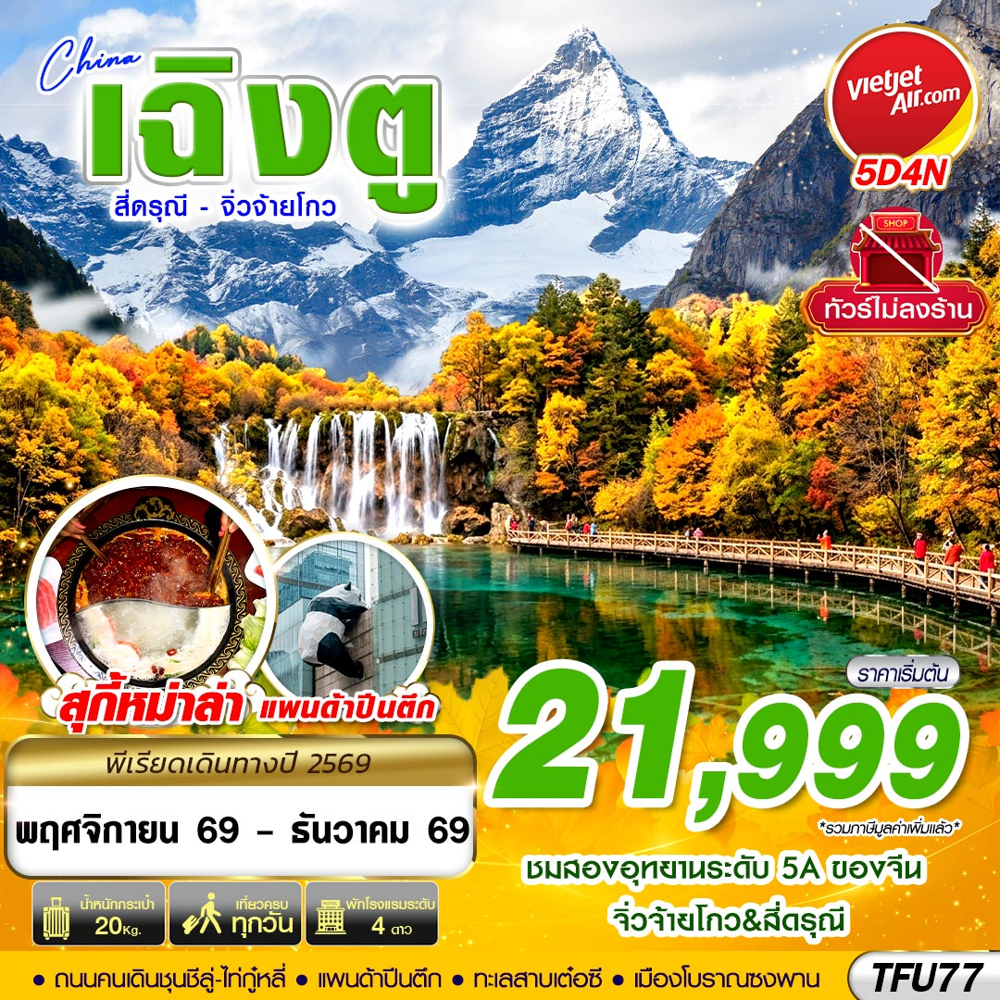 China
เฉิงตู
สี่ดรุณี - จิ่วจ้ายโกว
vietjet
Air.com
5D4N
SHOP
ทัวร์ไม่ลงร้าน
สุกี้หม่าล่า
แพนด้าปีนตึก
ราคาเริ่มต้น
21,999
*รวมภาษีมูลค่าเพิ่มแล้ว*
พีเรียดเดินทางปี 2569
พฤศจิกายน 69 - ธันวาคม 69
ชมสองอุทยานระดับ 5A ของจีน
จิ่วจ้ายโกว&สี่ดรุณี
น้ำหนักกระเป๋า
20Kg.
เที่ยวครบ
ทุกวัน
HOTEL
พักโรงแรมระดับ
4 ดาว
• ถนนคนเดินชุนซีลู่-ไท่กู๋หลี่ • แพนด้าปีนตึก • ทะเลสาบเต๋อซี • เมืองโบราณซงพาน
TFU77